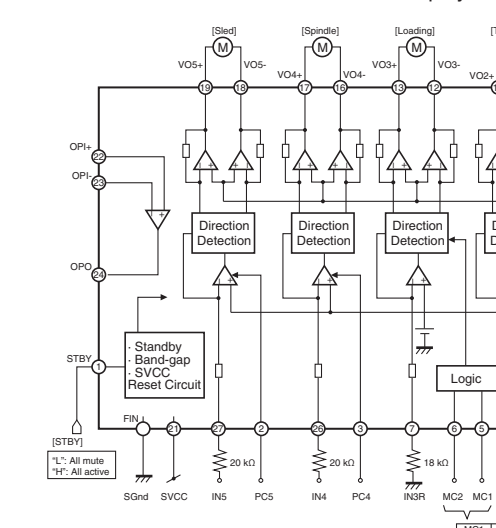 [Sled]
[Spindle]
[Loading]
M
M
M
VO5+
VO5-
VO4+
VO4-
VO3+
VO3-
VO2+
19
18
17
16
13
12
OPI+
22
OPI-
23
Direction
Detection
Direction
Detection
Direction
Detection
OPO
24
· Standby
· Band-gap
· SVCC
Reset Circuit
STBY
1
Logic
FIN
21
27
2
26
3
7
6
5
[STBY]
"L": All mute
"H": All active
20 kΩ
20 kΩ
18 kΩ
SGnd
SVCC
IN5
PC5
IN4
PC4
IN3R
MC2
MC1